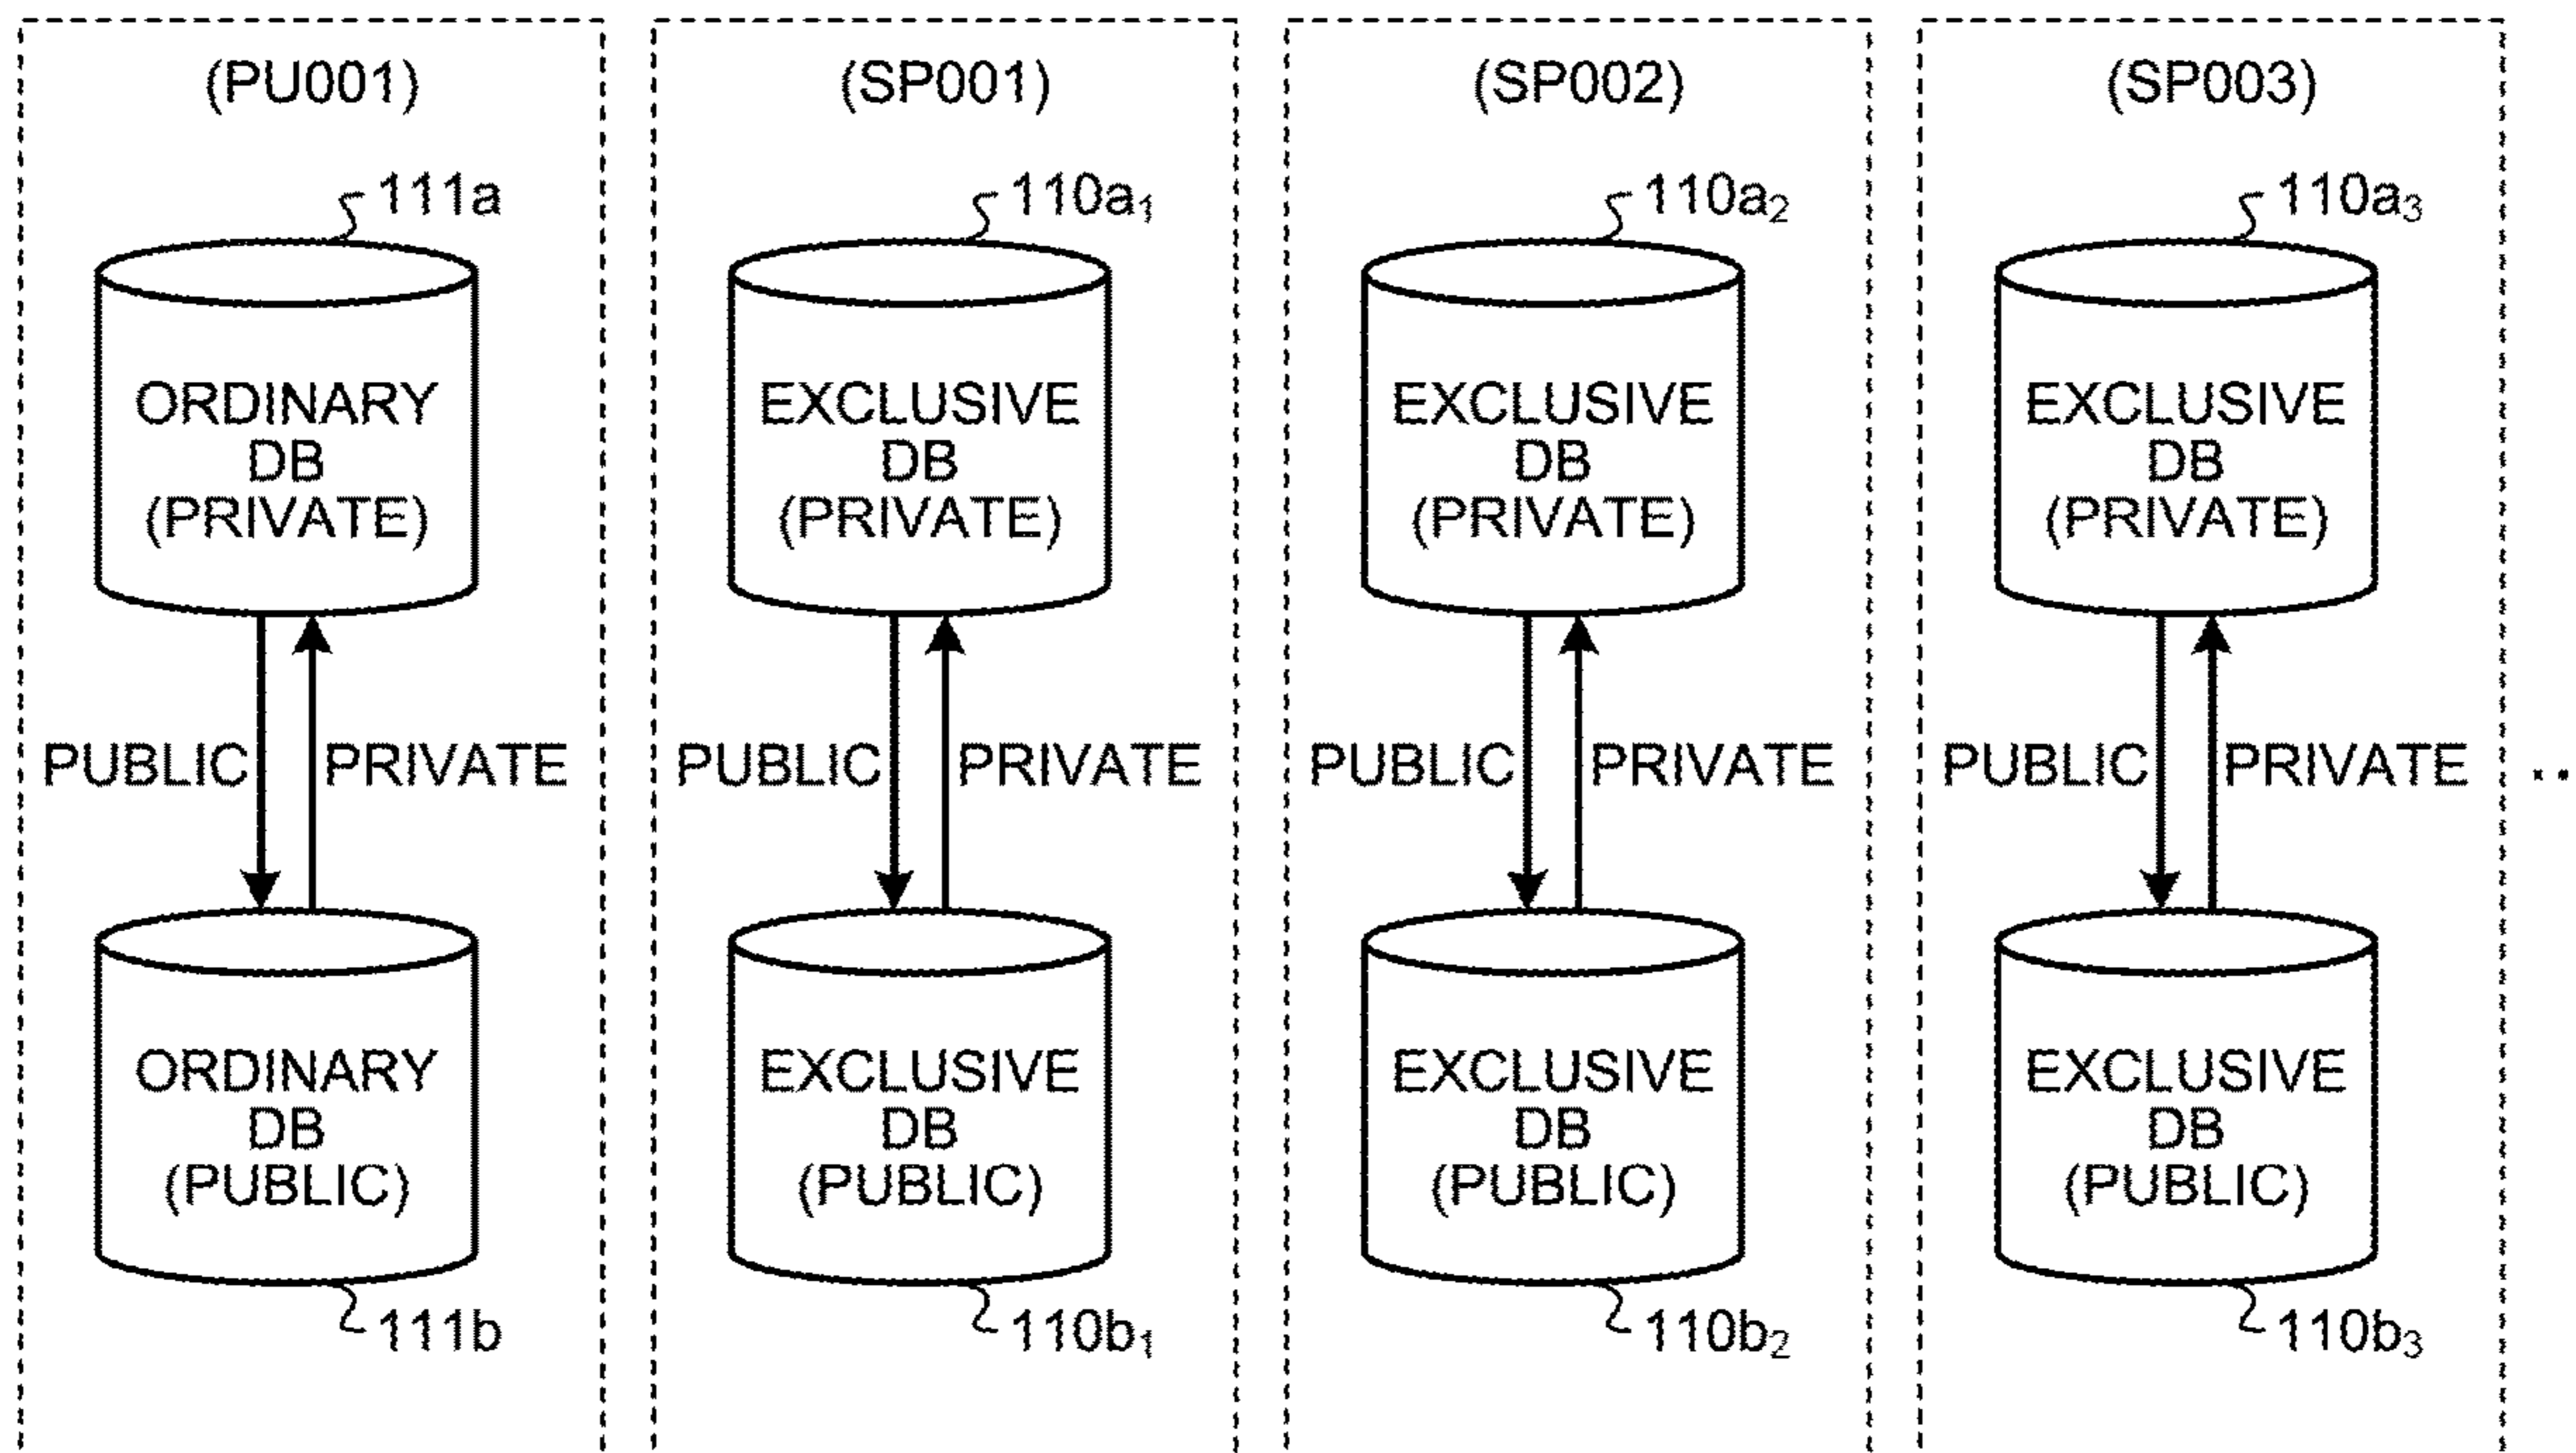 (PU001)
(SP001)
(SP002)
(SP003)
111a
110a₁
110a₂
110a₃
ORDINARY
DB
(PRIVATE)
EXCLUSIVE
DB
(PRIVATE)
EXCLUSIVE
DB
(PRIVATE)
EXCLUSIVE
DB
(PRIVATE)
PUBLIC
PRIVATE
PUBLIC
PRIVATE
PUBLIC
PRIVATE
PUBLIC
PRIVATE
..
ORDINARY
DB
(PUBLIC)
EXCLUSIVE
DB
(PUBLIC)
EXCLUSIVE
DB
(PUBLIC)
EXCLUSIVE
DB
(PUBLIC)
111b
110b₁
110b₂
110b₃